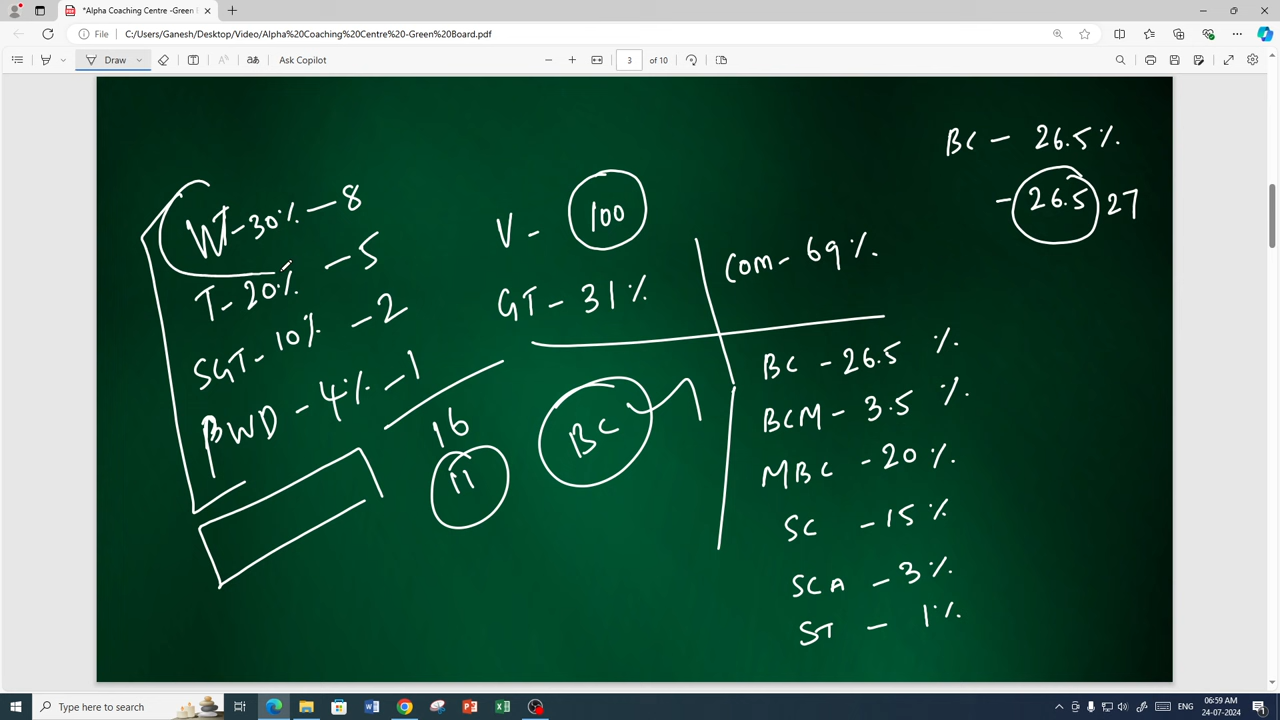 *Alpha Coaching Centre -Green
File
C:/Users/Ganesh/Desktop/Video/Alpha%20Coaching%20Centre%20-Green%20Board.pdf
Draw
Ask Copilot
3 of 10
BC - 26.5%
- 26.5 27
WT - 30% - 8
T - 20% - 5
SGT - 10% - 2
PWD - 4% - 1
16
11
V - 100
GT - 31%
BC
Com - 69%
BC - 26.5 %
BCM - 3.5 %
MBC - 20 %
SC - 15 %
SCA - 3 %
ST - 1 %
Type here to search
ENG
06:59 AM
24-07-2024